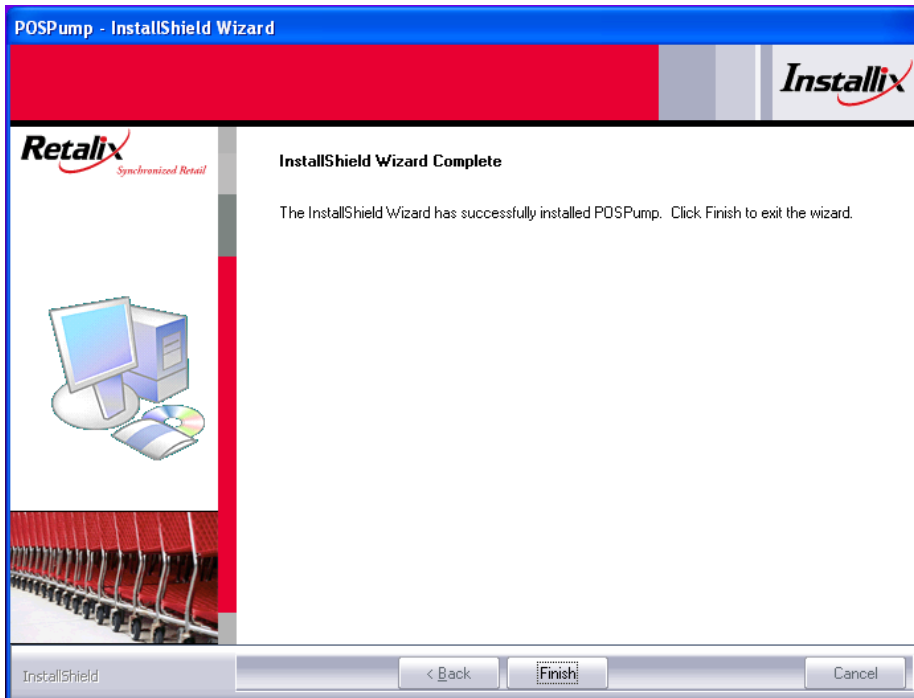 POSPump - InstallShield Wizard
Installix
Retalix
Synchronized Retail
InstallShield Wizard Complete
The InstallShield Wizard has successfully installed POSPump. Click Finish to exit the wizard.
InstallShield
< Back
Finish
Cancel